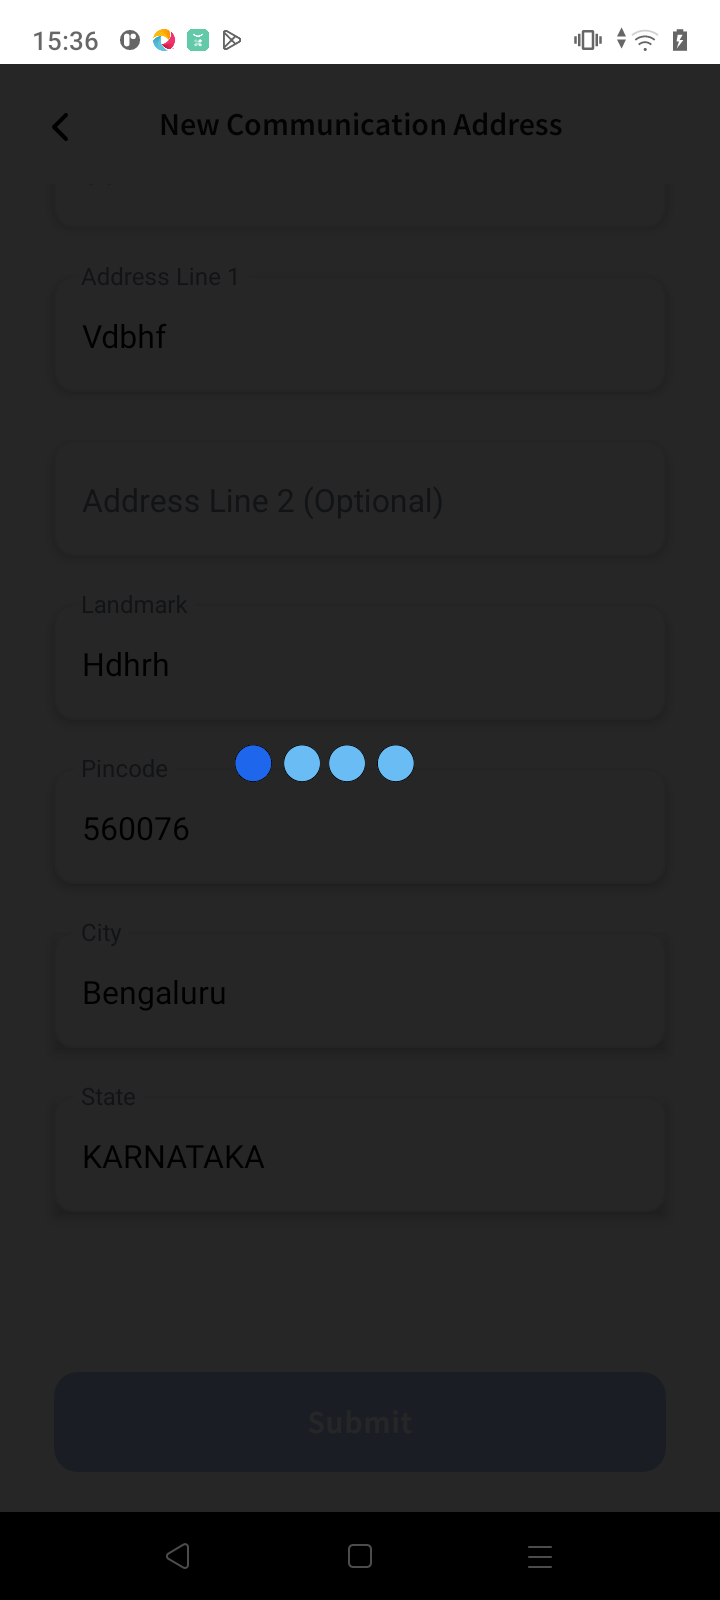 15:36
New Communication Address
Address Line 1
Vdbhf
Address Line 2 (Optional)
Landmark
Hdhrh
Pincode
560076
City
Bengaluru
State
KARNATAKA
Submit